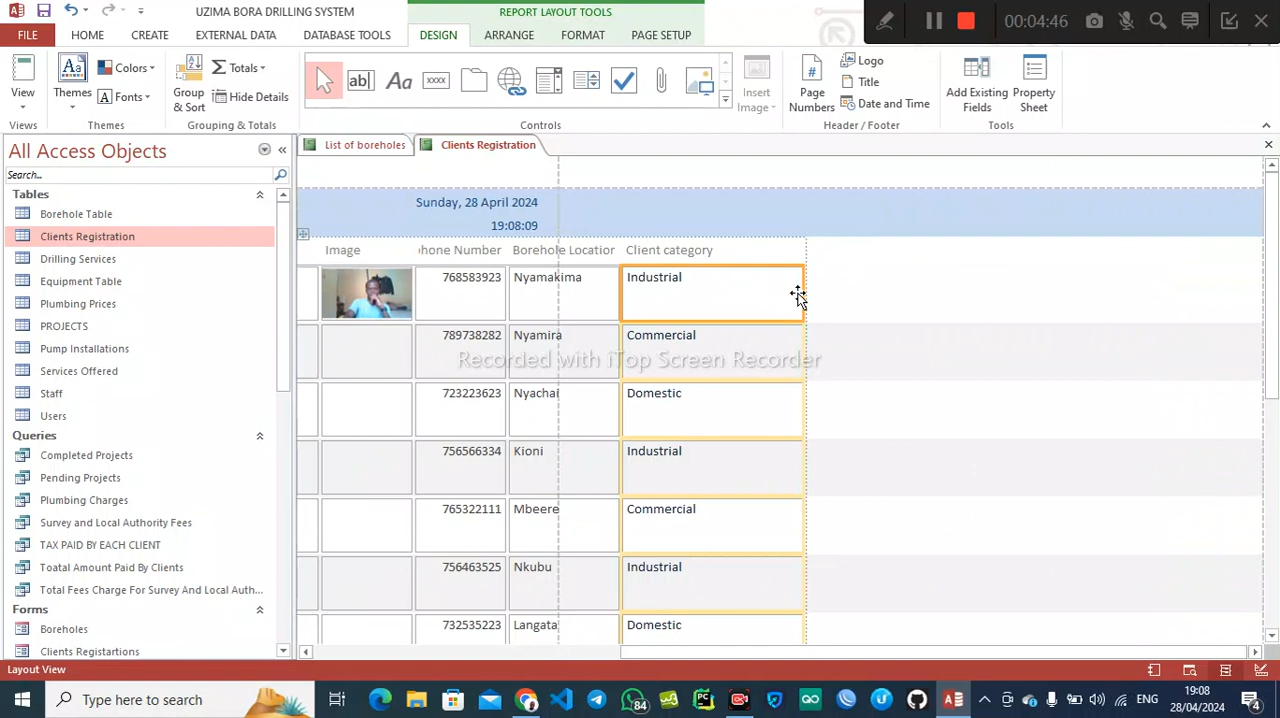 UZIMA BORA DRILLING SYSTEM
REPORT LAYOUT TOOLS
00:04:46
FILE HOME CREATE EXTERNAL DATA DATABASE TOOLS DESIGN ARRANGE FORMAT PAGE SETUP
View
Views
Themes
Colors
Fonts
Themes
Group & Sort
Totals
Hide Details
Grouping & Totals
ab|
Aa
xxxx
Controls
Insert Image
Page Numbers
Logo
Title
Date and Time
Header / Footer
Add Existing Fields
Property Sheet
Tools
All Access Objects
Search...
Tables
Borehole Table
Clients Registration
Drilling Services
Equipment Table
Plumbing Prices
PROJECTS
Pump Installations
Services Offered
Staff
Users
Queries
Completed Projects
Pending Projects
Plumbing Charges
Survey and Local Authority Fees
TAX PAID BY EACH CLIENT
Toatal Amount Paid By Clients
Total Fees Charge For Survey And Local Auth...
Forms
Boreholes
Clients Registartions
List of boreholes
Clients Registration
Sunday, 28 April 2024
19:08:09
Image hone Number Borehole Location Client category
768583923 Nyamakima Industrial
789738282 Nyamira Commercial
Recorded with iTop Screen Recorder
723223623 Nyachai Domestic
756566334 Kioni Industrial
765322111 Mbeere Commercial
756463525 Nkubu Industrial
732535223 Langata Domestic
Layout View
Type here to search
84
ENG
19:08
28/04/2024
4